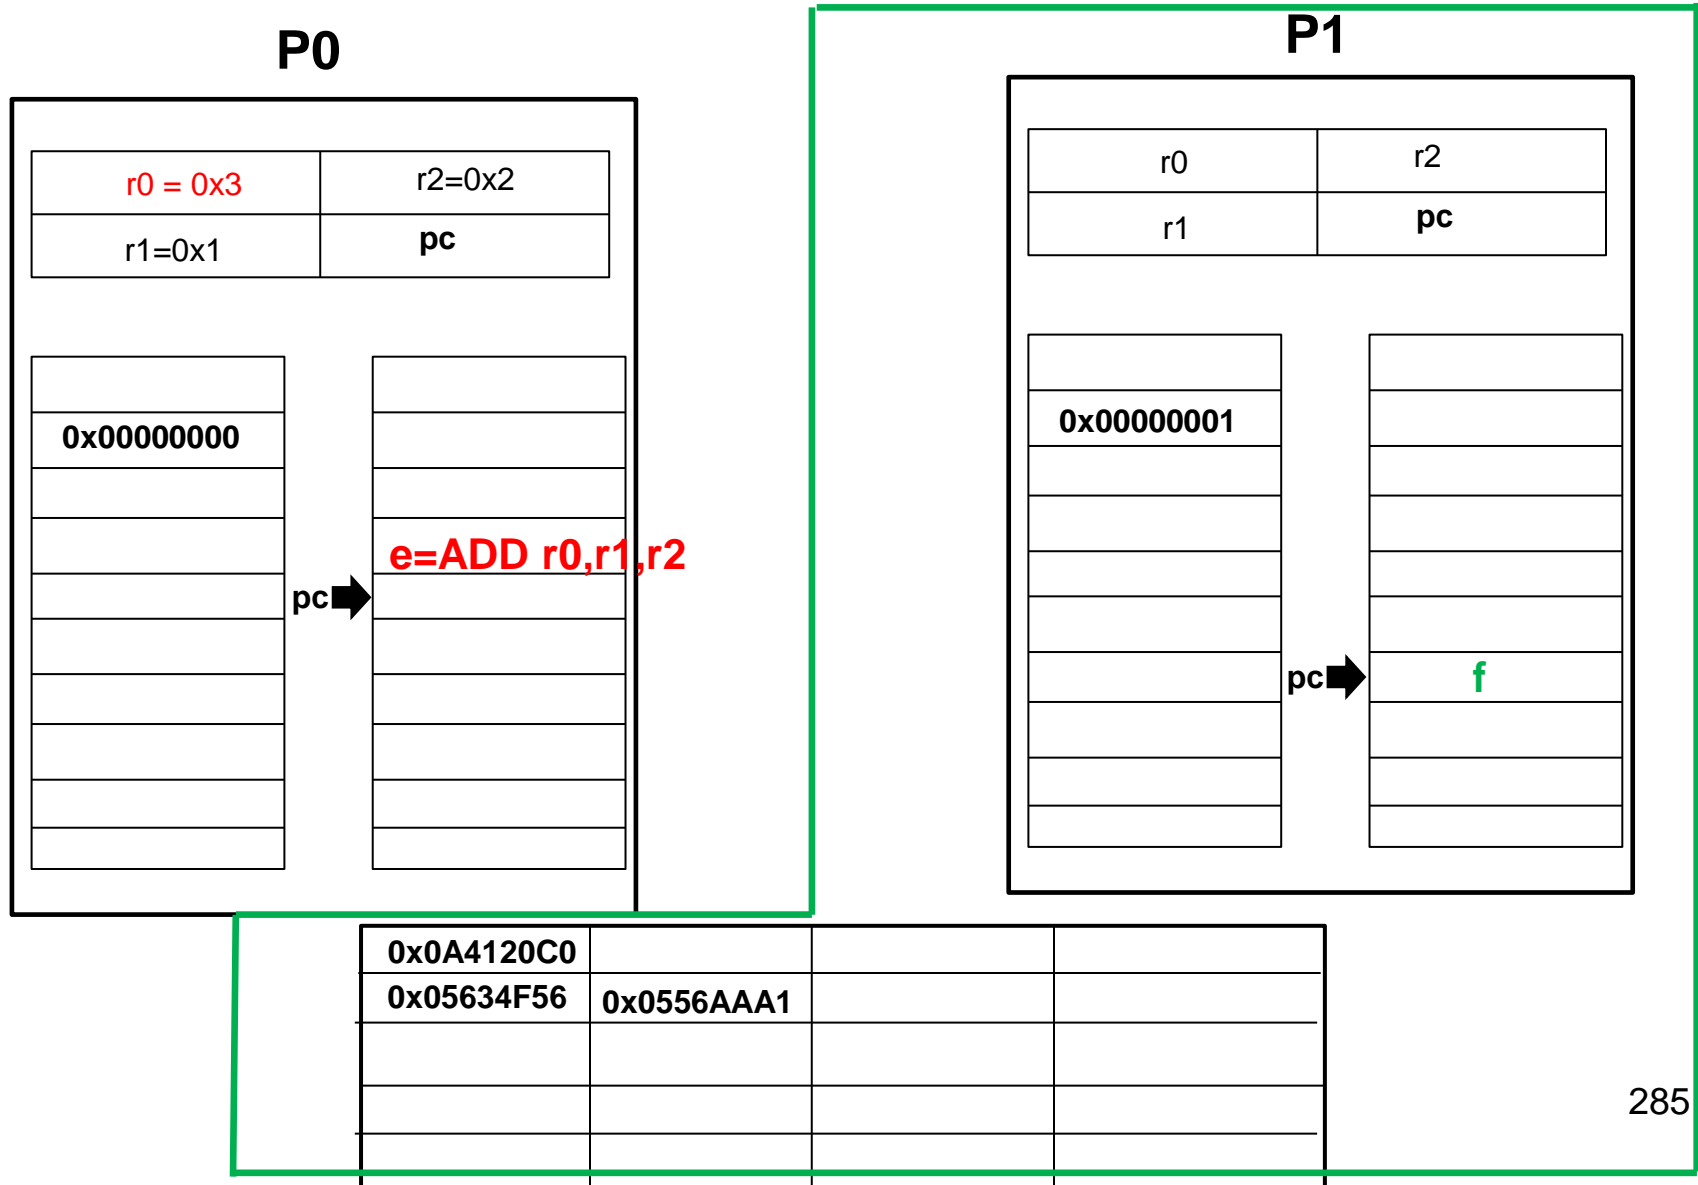 P0
P1
r0 = 0x3
r2=0x2
r1=0x1
pc
r0
r2
r1
pc
0x00000000
e=ADD r0,r1,r2
pc
0x00000001
pc
f
0x0A4120C0
0x05634F56
0x0556AAA1
285